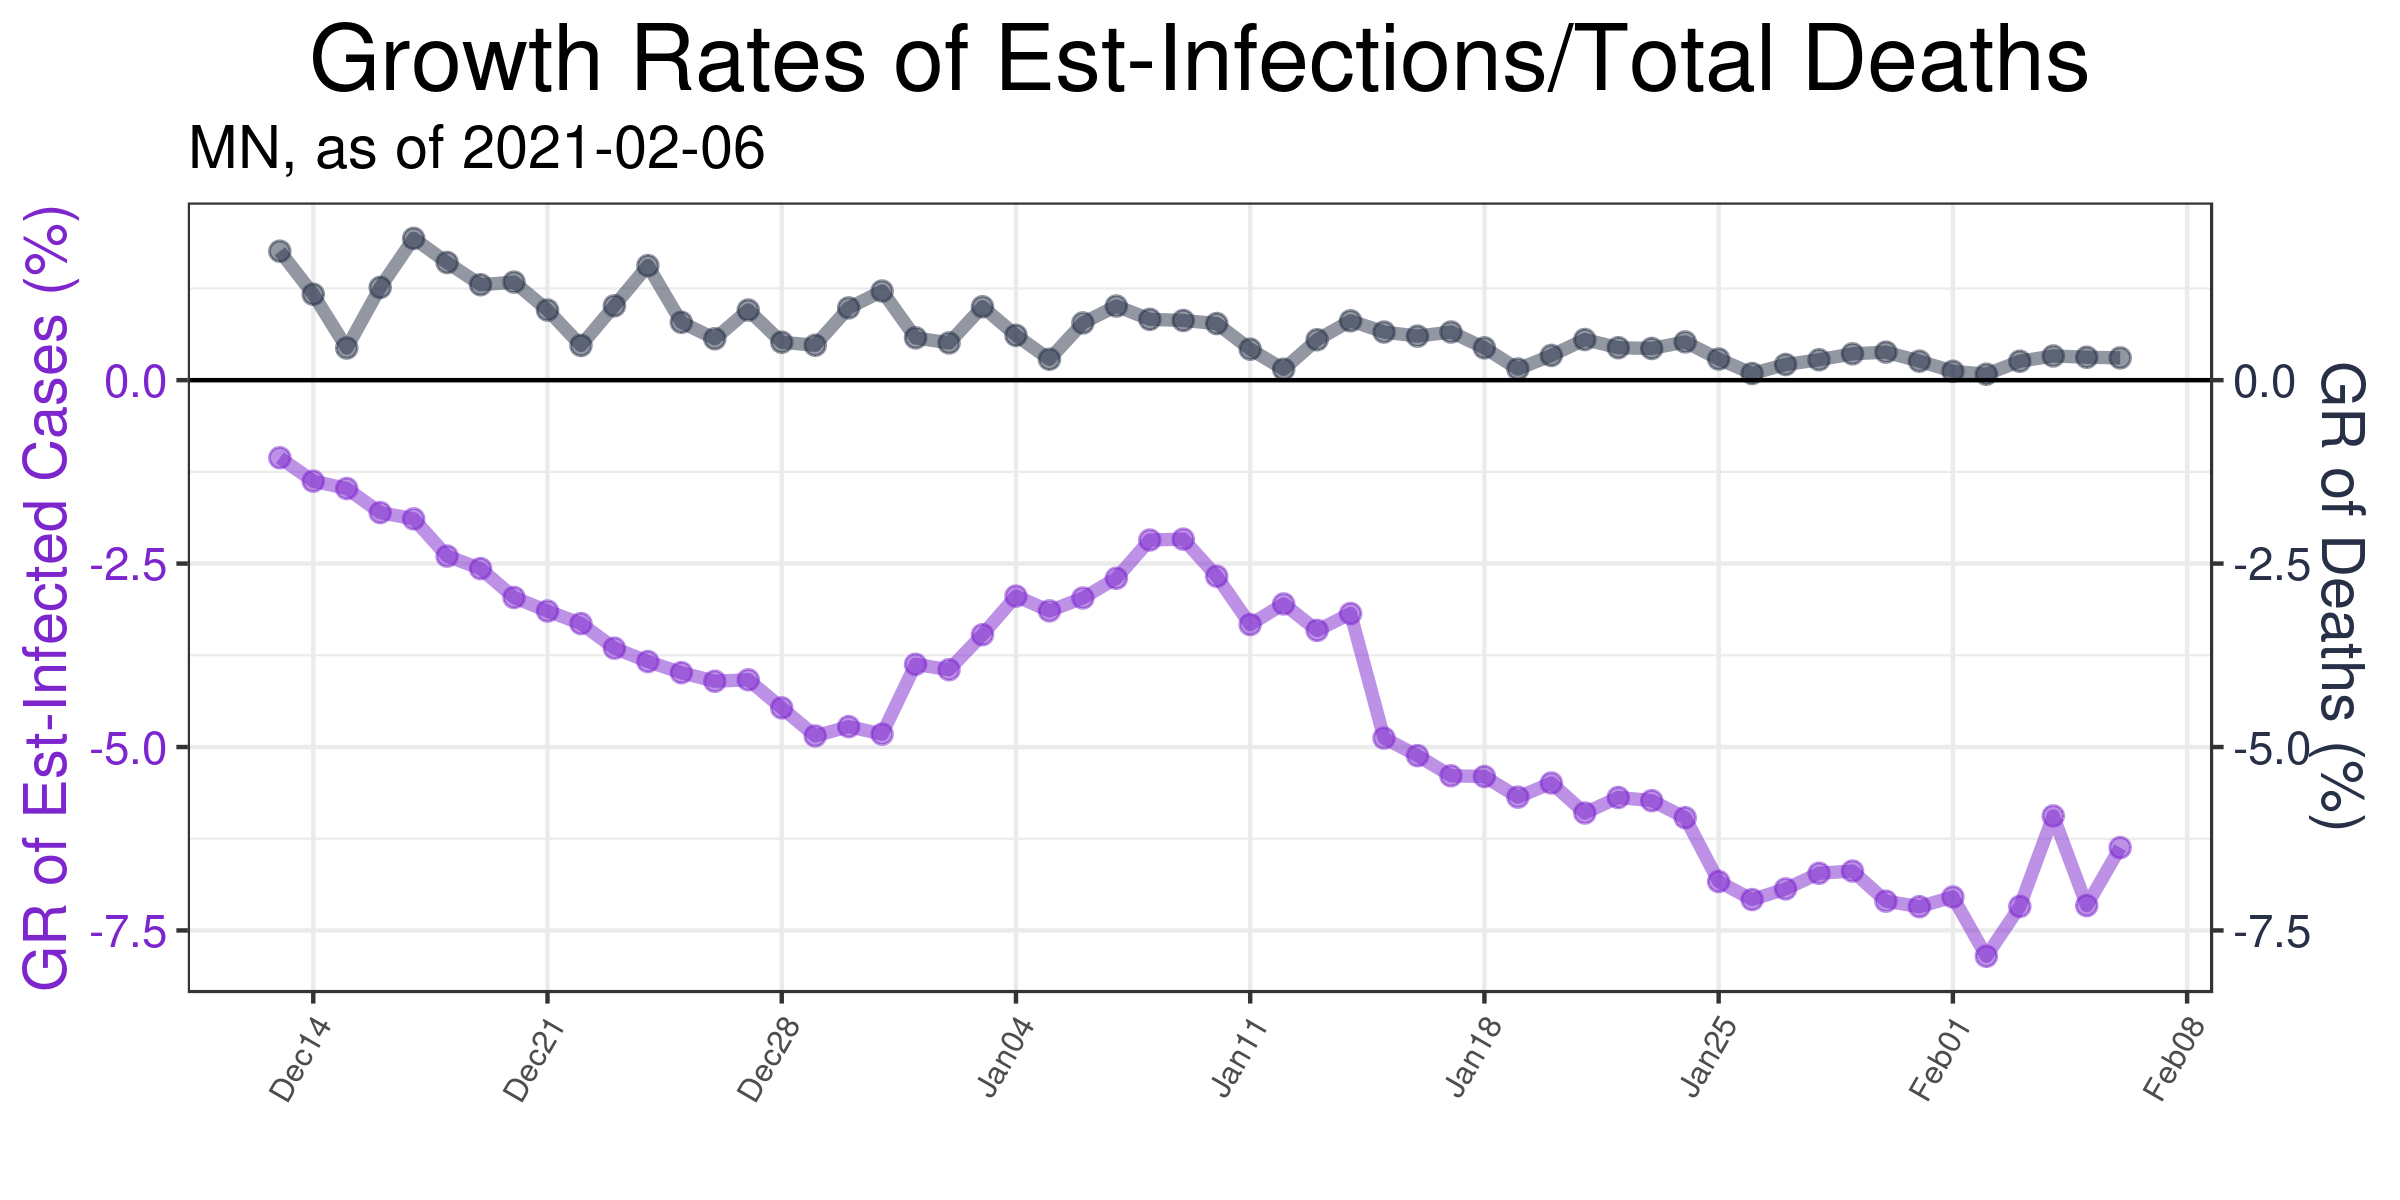 Growth Rates of Est-Infections/Total Deaths
MN, as of 2021-02-06
GR of Est-Infected Cases (%)
0.0
-2.5
-5.0
-7.5
0.0
-2.5
-5.0
-7.5
GR of Deaths (%)
Dec14
Dec21
Dec28
Jan04
Jan11
Jan18
Jan25
Feb01
Feb08